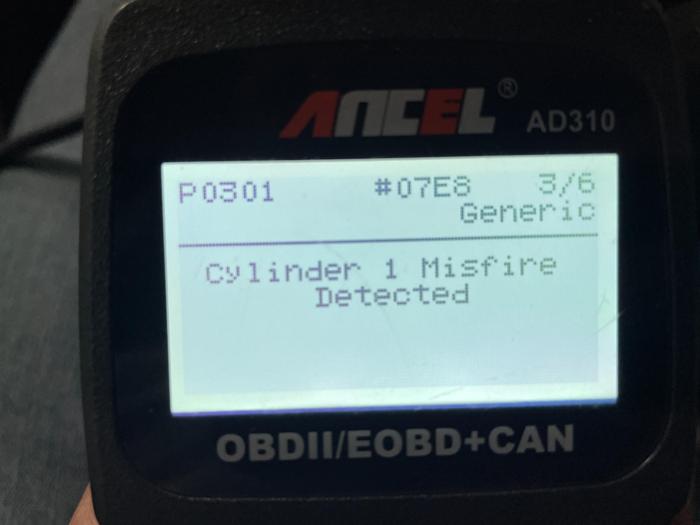 ANCEL®
AD310
P0301 #07E8 3/6
Generic
Cylinder 1 Misfire
Detected
OBDII/EOBD+CAN